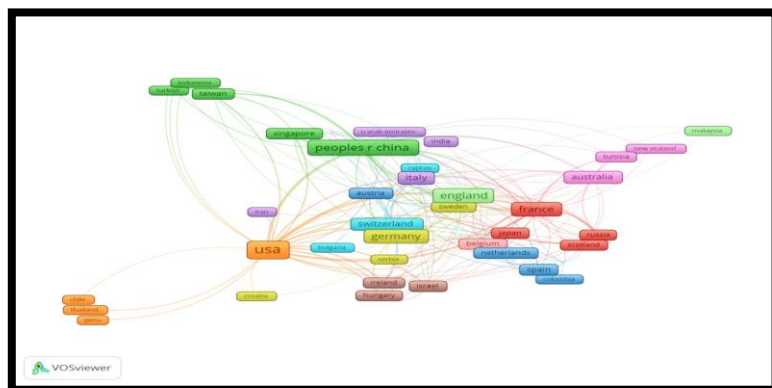 indonesia
turkiye
taiwan
singapore
u arab emirates
india
malaysia
peoples r china
new zealand
tunisia
cyprus
italy
australia
austria
england
sweden
france
iran
switzerland
germany
japan
russia
belgium
scotland
usa
bulgaria
netherlands
serbia
spain
colombia
ireland
israel
hungary
croatia
chile
thailand
peru
VOSviewer